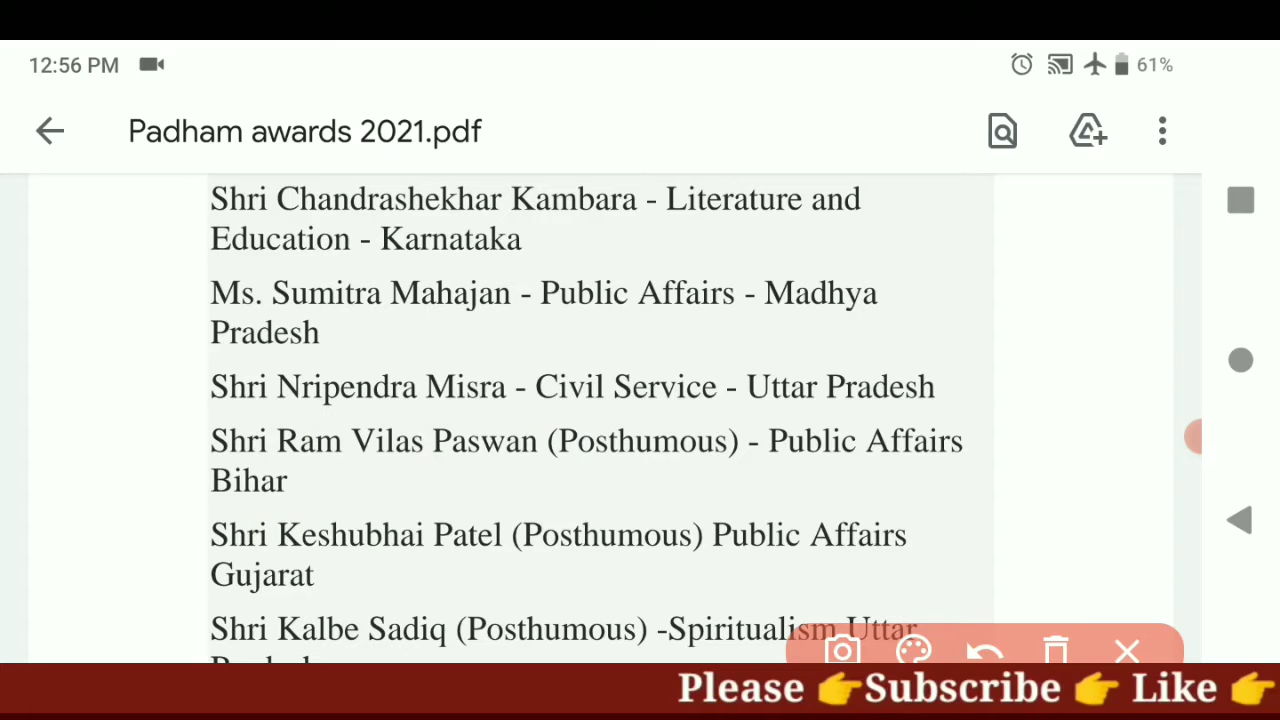 12:56 PM 61%
Padham awards 2021.pdf
Shri Chandrashekhar Kambara - Literature and
Education - Karnataka
Ms. Sumitra Mahajan - Public Affairs - Madhya
Pradesh
Shri Nripendra Misra - Civil Service - Uttar Pradesh
Shri Ram Vilas Paswan (Posthumous) - Public Affairs
Bihar
Shri Keshubhai Patel (Posthumous) Public Affairs
Gujarat
Shri Kalbe Sadiq (Posthumous) -Spiritualism Uttar
Please 👉Subscribe 👉 Like 👉